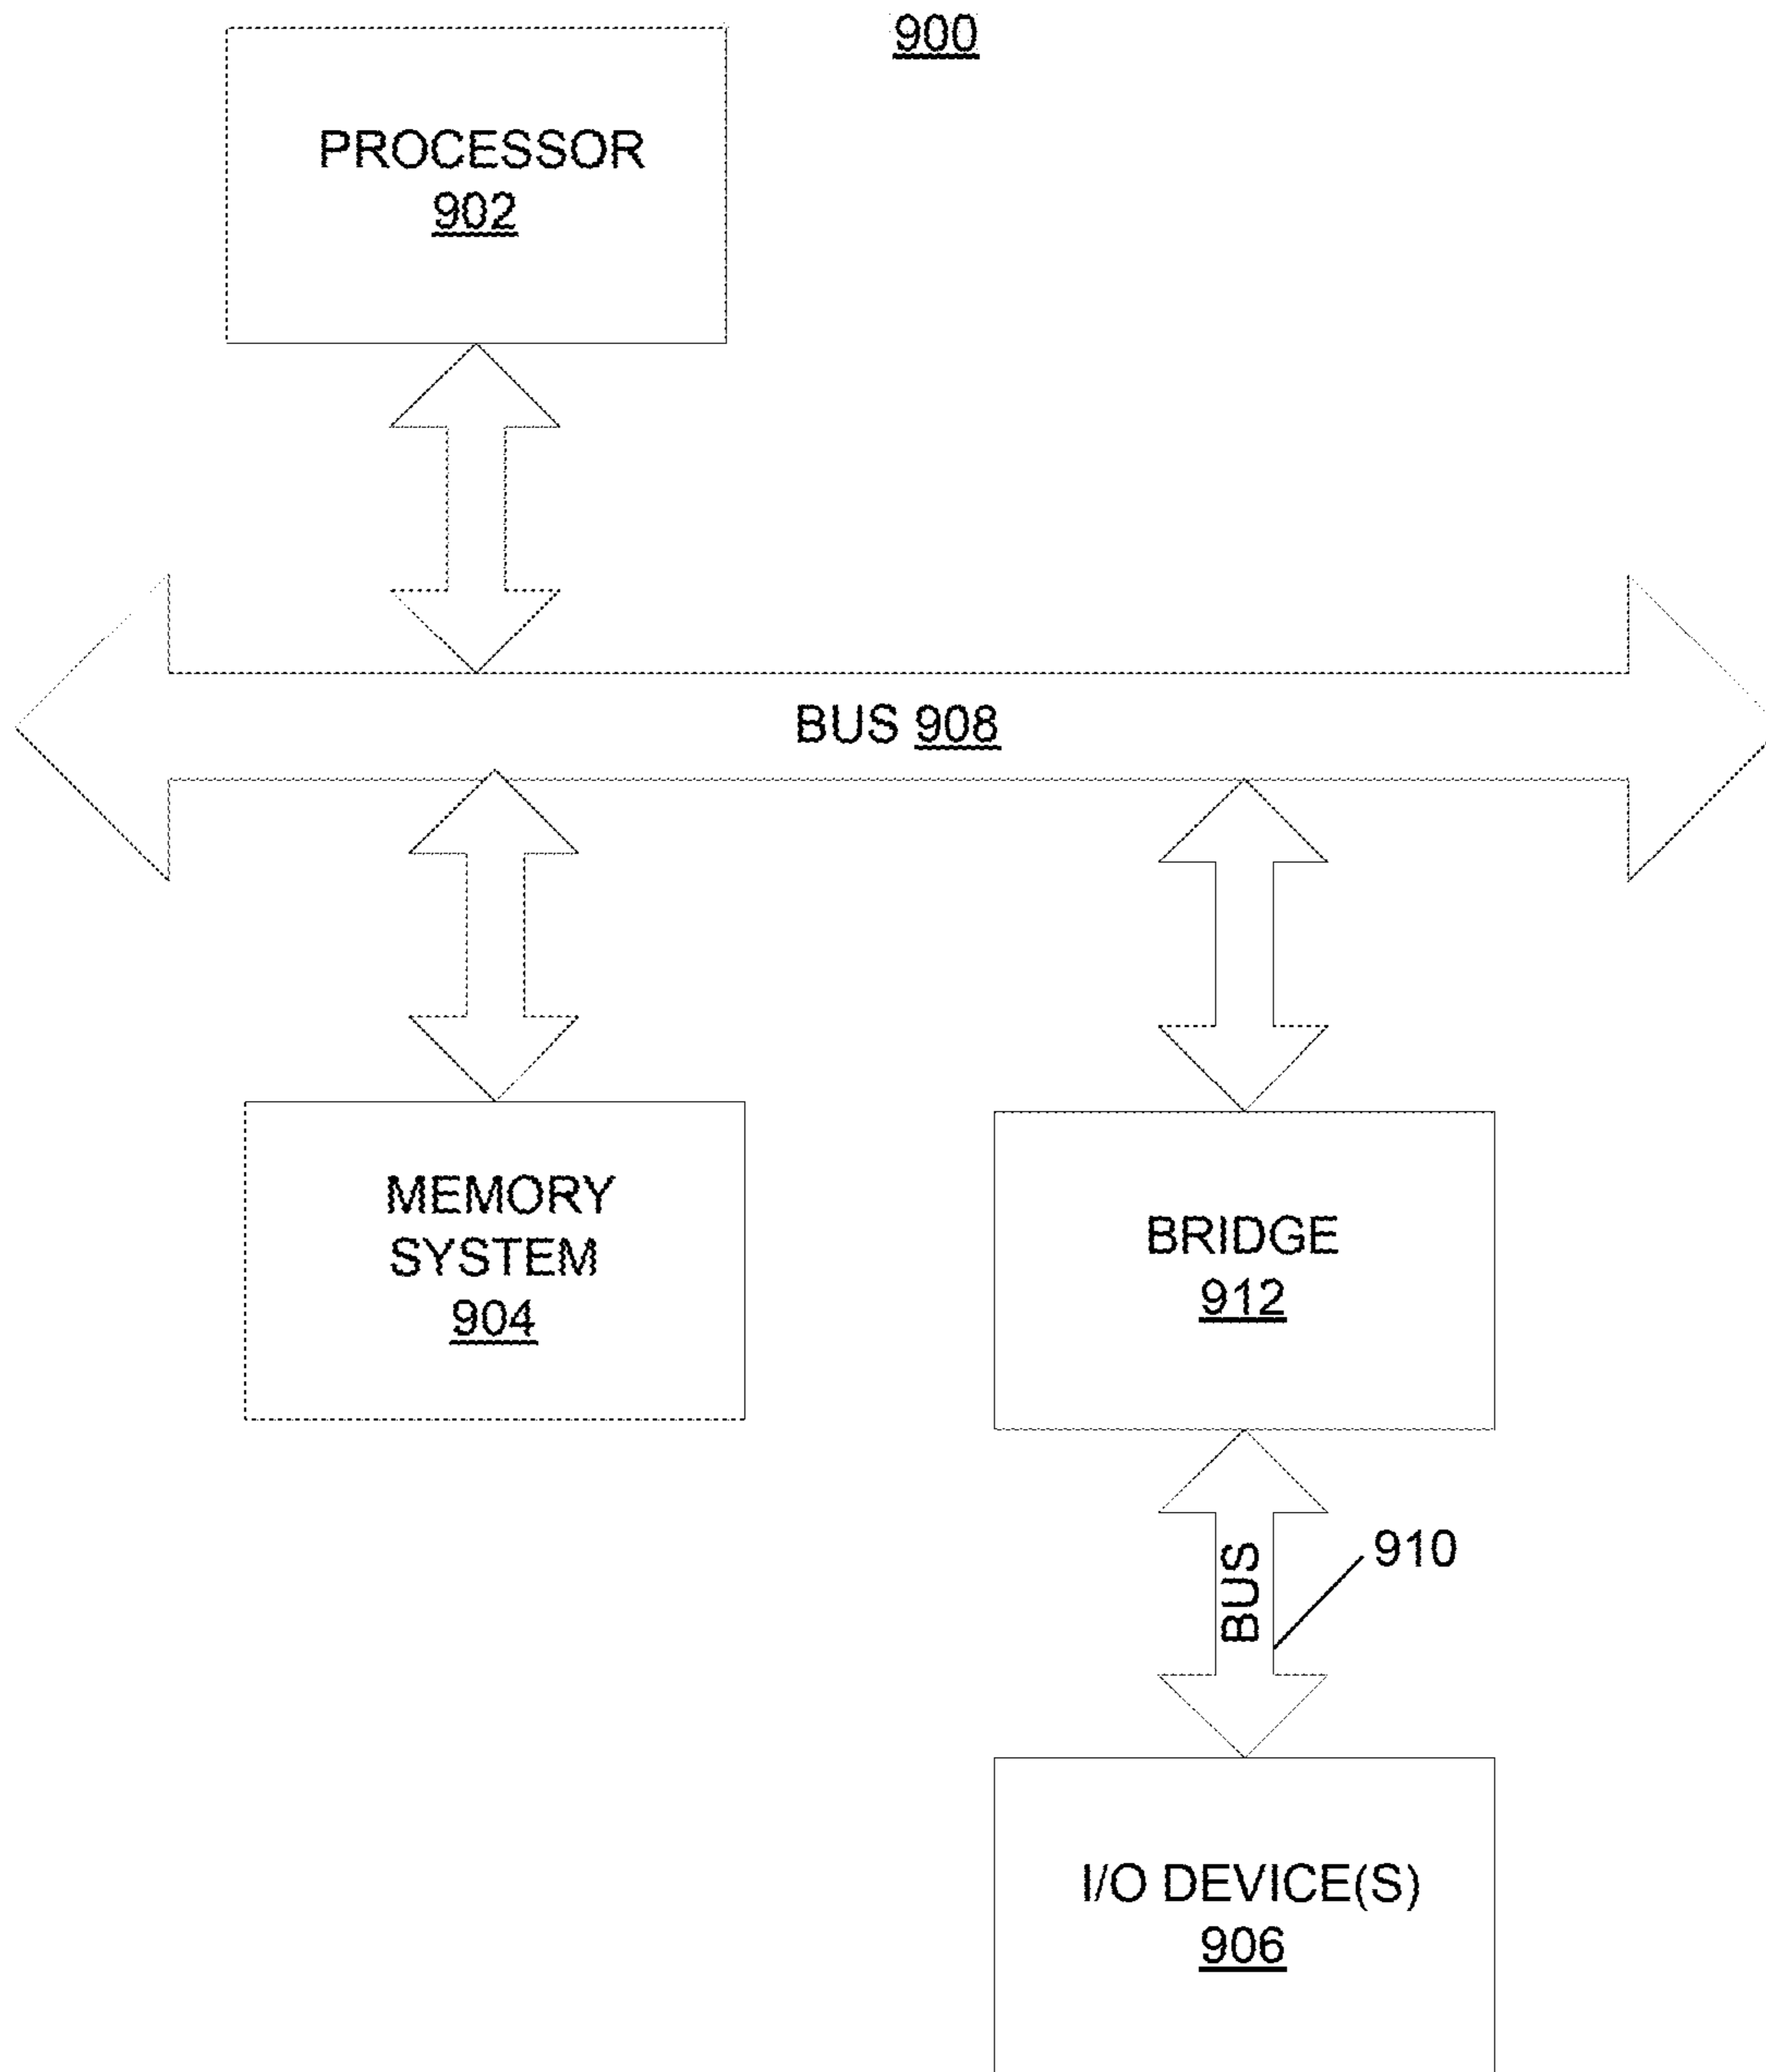 900
PROCESSOR
902
BUS 908
MEMORY
SYSTEM
904
BRIDGE
912
BUS
910
I/O DEVICE(S)
906